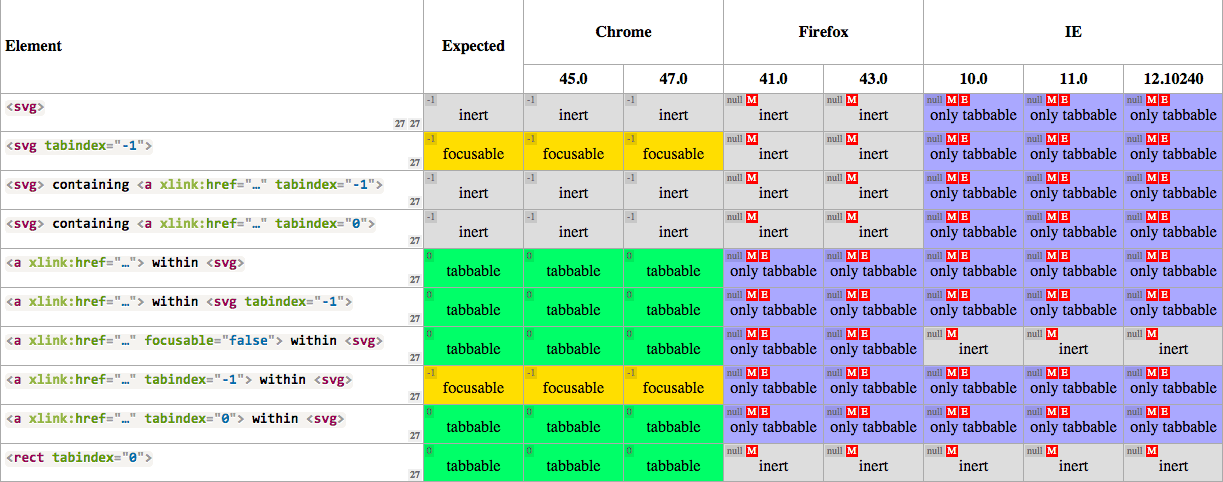 Element Expected Chrome Firefox IE
45.0 47.0 41.0 43.0 10.0 11.0 12.10240
<svg> 27 27 -1 inert -1 inert -1 inert null M inert null M inert null M E only tabbable null M E only tabbable null M E only tabbable
<svg tabindex="-1"> 27 -1 focusable -1 focusable -1 focusable null M inert null M inert null M E only tabbable null M E only tabbable null M E only tabbable
<svg> containing <a xlink:href="…" tabindex="-1"> 27 -1 inert -1 inert -1 inert null M inert null M inert null M E only tabbable null M E only tabbable null M E only tabbable
<svg> containing <a xlink:href="…" tabindex="0"> 27 -1 inert -1 inert -1 inert null M inert null M inert null M E only tabbable null M E only tabbable null M E only tabbable
<a xlink:href="…"> within <svg> 27 0 tabbable 0 tabbable 0 tabbable null M E only tabbable null M E only tabbable null M E only tabbable null M E only tabbable null M E only tabbable
<a xlink:href="…"> within <svg tabindex="-1"> 27 0 tabbable 0 tabbable 0 tabbable null M E only tabbable null M E only tabbable null M E only tabbable null M E only tabbable null M E only tabbable
<a xlink:href="…" focusable="false"> within <svg> 27 0 tabbable 0 tabbable 0 tabbable null M E only tabbable null M E only tabbable null M inert null M inert null M inert
<a xlink:href="…" tabindex="-1"> within <svg> 27 -1 focusable -1 focusable -1 focusable null M E only tabbable null M E only tabbable null M E only tabbable null M E only tabbable null M E only tabbable
<a xlink:href="…" tabindex="0"> within <svg> 27 0 tabbable 0 tabbable 0 tabbable null M E only tabbable null M E only tabbable null M E only tabbable null M E only tabbable null M E only tabbable
<rect tabindex="0"> 27 0 tabbable 0 tabbable 0 tabbable null M inert null M inert null M inert null M inert null M inert